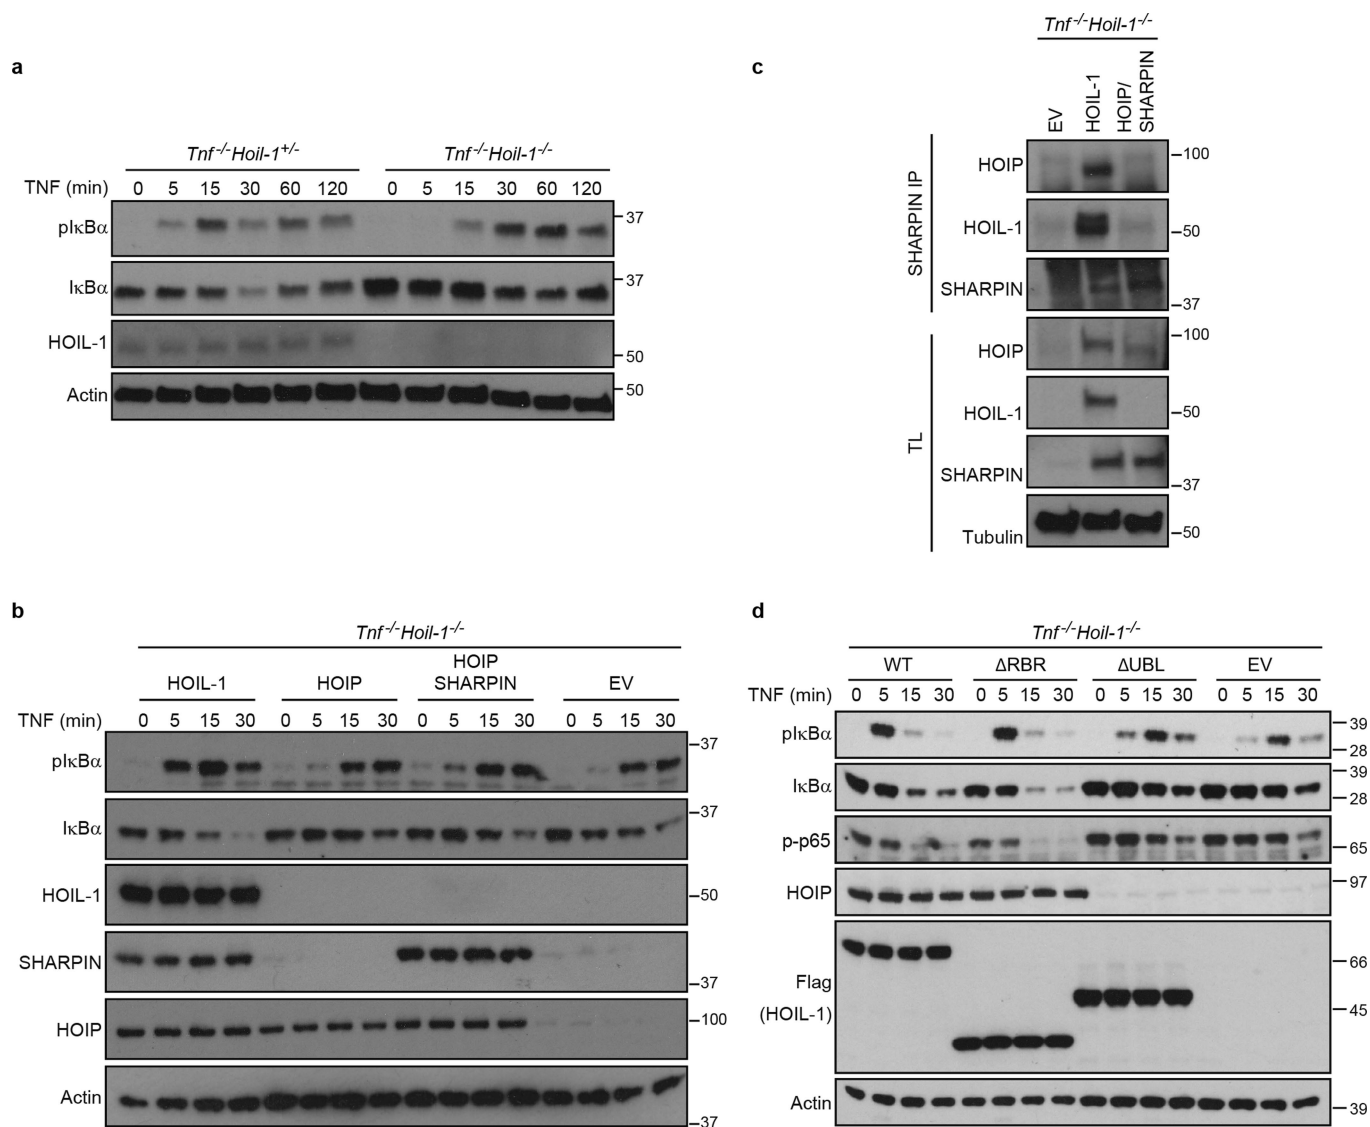 a
Tnf-/-Hoil-1+/- Tnf-/-Hoil-1-/-
TNF (min) 0 5 15 30 60 120 0 5 15 30 60 120
pIκBα 37
IκBα 37
HOIL-1 50
Actin 50
c
Tnf-/-Hoil-1-/-
EV
HOIL-1
HOIP/
SHARPIN
SHARPIN IP
HOIP 100
HOIL-1 50
SHARPIN 37
TL
HOIP 100
HOIL-1 50
SHARPIN 37
Tubulin 50
b
Tnf-/-Hoil-1-/-
HOIL-1 HOIP HOIP SHARPIN EV
TNF (min) 0 5 15 30 0 5 15 30 0 5 15 30 0 5 15 30
pIκBα 37
IκBα 37
HOIL-1 50
SHARPIN 37
HOIP 100
Actin 37
d
Tnf-/-Hoil-1-/-
WT ΔRBR ΔUBL EV
TNF (min) 0 5 15 30 0 5 15 30 0 5 15 30 0 5 15 30
pIκBα 39 28
IκBα 39 28
p-p65 65
HOIP 97
Flag (HOIL-1) 66 45
Actin 39